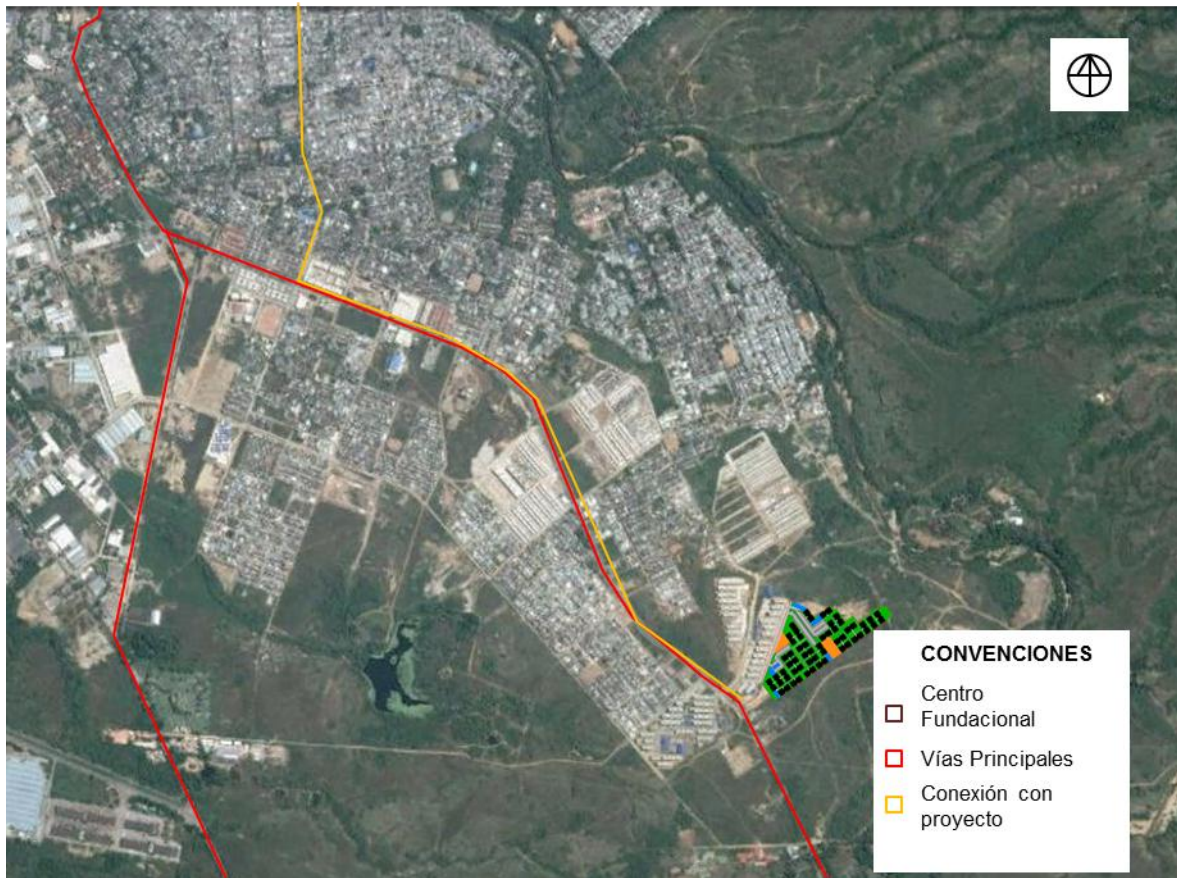 CONVENCIONES
Centro
Fundacional
Vías Principales
Conexión con
proyecto